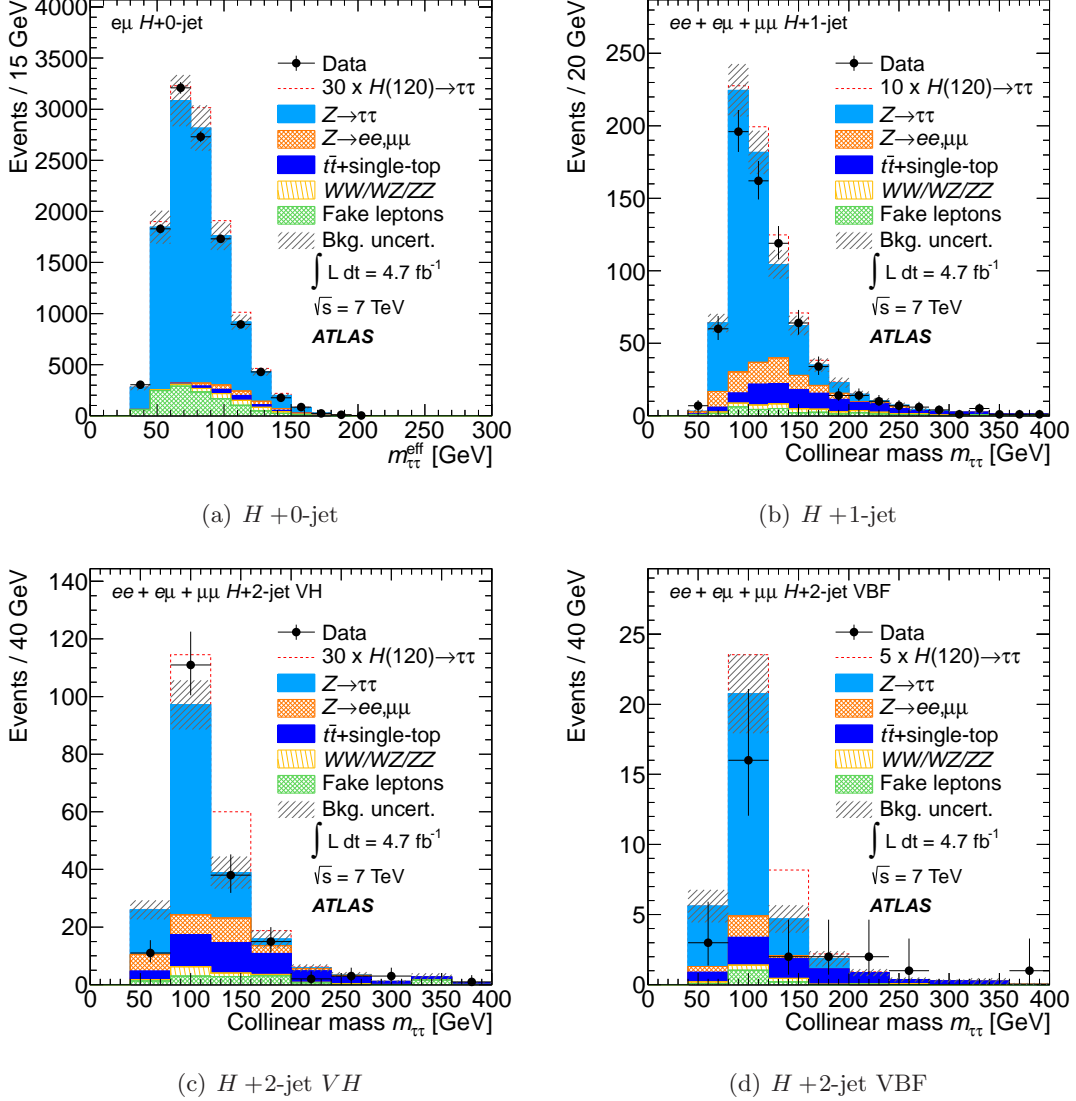 eμ H+0-jet
Events / 15 GeV
4000
3500
3000
2500
2000
1500
1000
500
0
Data
30 x H(120)→ττ
Z→ττ
Z→ee,μμ
tt̄+single-top
WW/WZ/ZZ
Fake leptons
Bkg. uncert.
∫ L dt = 4.7 fb⁻¹
√s = 7 TeV
ATLAS
0 50 100 150 200 250 300
m_ττ^eff [GeV]
(a) H +0-jet
ee + eμ + μμ H+1-jet
Events / 20 GeV
250
200
150
100
50
0
Data
10 x H(120)→ττ
Z→ττ
Z→ee,μμ
tt̄+single-top
WW/WZ/ZZ
Fake leptons
Bkg. uncert.
∫ L dt = 4.7 fb⁻¹
√s = 7 TeV
ATLAS
0 50 100 150 200 250 300 350 400
Collinear mass m_ττ [GeV]
(b) H +1-jet
ee + eμ + μμ H+2-jet VH
Events / 40 GeV
140
120
100
80
60
40
20
0
Data
30 x H(120)→ττ
Z→ττ
Z→ee,μμ
tt̄+single-top
WW/WZ/ZZ
Fake leptons
Bkg. uncert.
∫ L dt = 4.7 fb⁻¹
√s = 7 TeV
ATLAS
0 50 100 150 200 250 300 350 400
Collinear mass m_ττ [GeV]
(c) H +2-jet VH
ee + eμ + μμ H+2-jet VBF
Events / 40 GeV
25
20
15
10
5
0
Data
5 x H(120)→ττ
Z→ττ
Z→ee,μμ
tt̄+single-top
WW/WZ/ZZ
Fake leptons
Bkg. uncert.
∫ L dt = 4.7 fb⁻¹
√s = 7 TeV
ATLAS
0 50 100 150 200 250 300 350 400
Collinear mass m_ττ [GeV]
(d) H +2-jet VBF